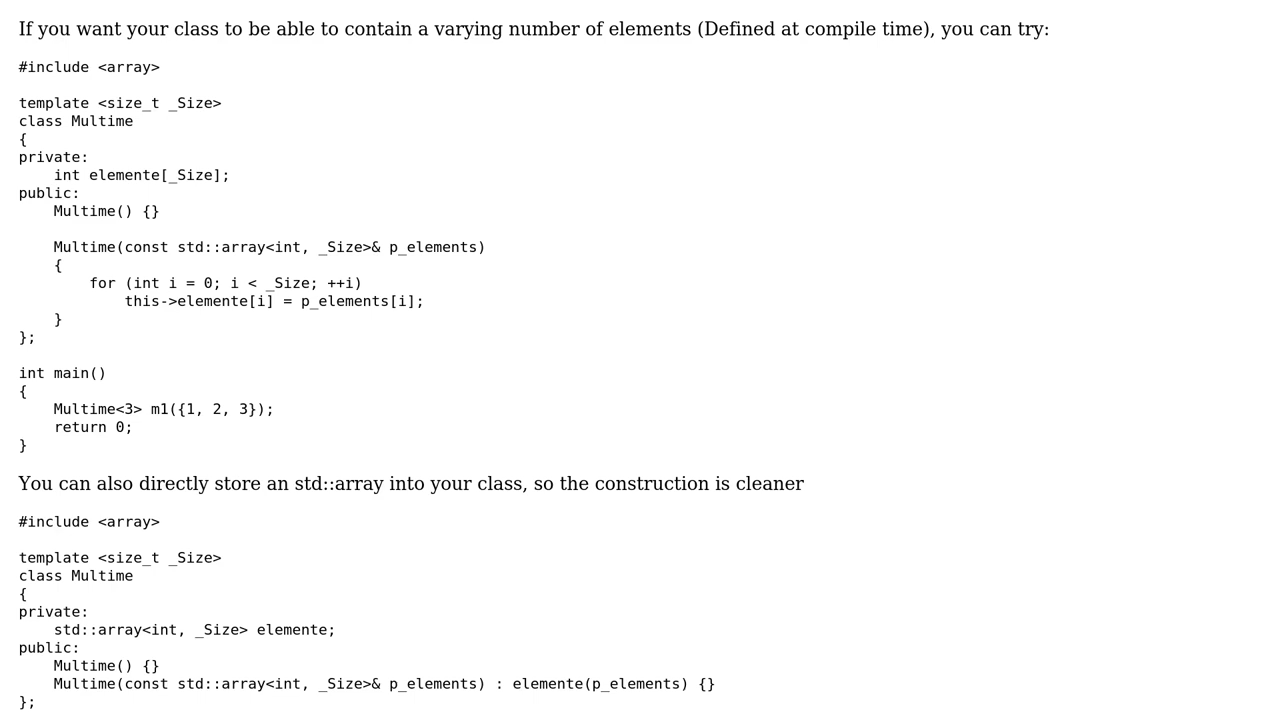 If you want your class to be able to contain a varying number of elements (Defined at compile time), you can try:
#include <array>
template <size_t _Size>
class Multime
{
private:
    int elemente[_Size];
public:
    Multime() {}
    Multime(const std::array<int, _Size>& p_elements)
    {
        for (int i = 0; i < _Size; ++i)
            this->elemente[i] = p_elements[i];
    }
};
int main()
{
    Multime<3> m1({1, 2, 3});
    return 0;
}
You can also directly store an std::array into your class, so the construction is cleaner
#include <array>
template <size_t _Size>
class Multime
{
private:
    std::array<int, _Size> elemente;
public:
    Multime() {}
    Multime(const std::array<int, _Size>& p_elements) : elemente(p_elements) {}
};